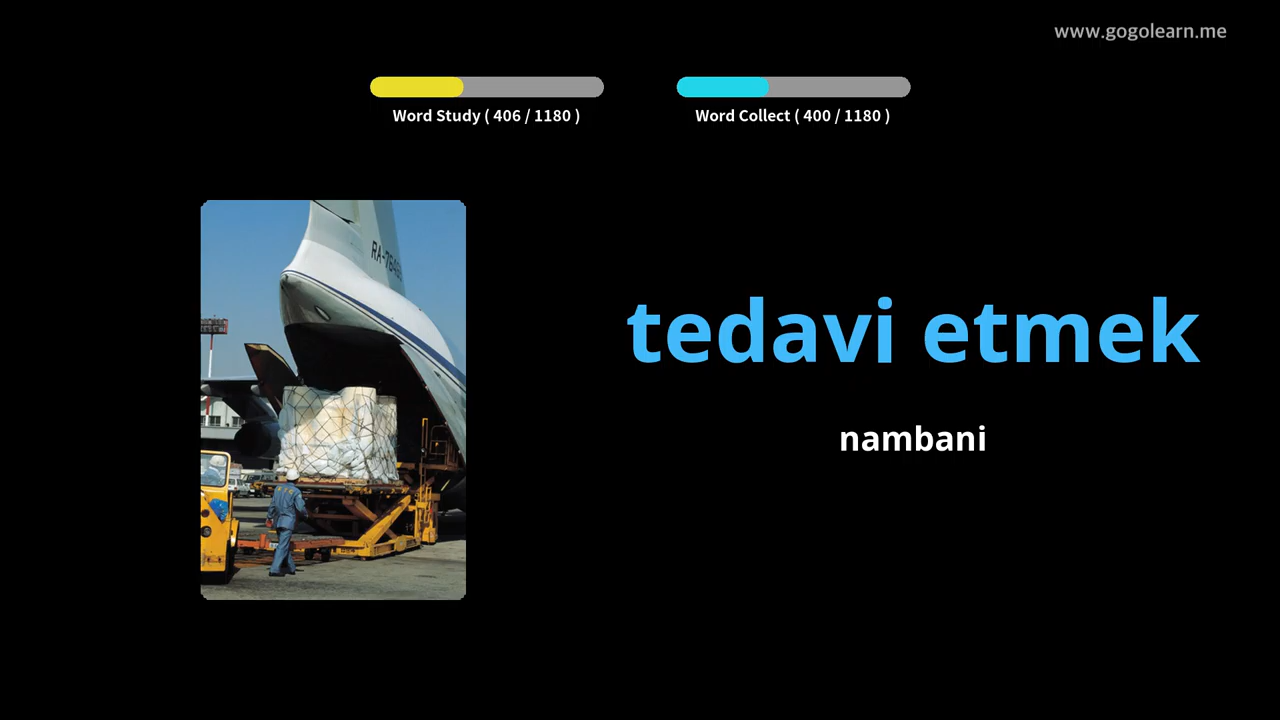 www.gogolearn.me
Word Study ( 406 / 1180 )
Word Collect ( 400 / 1180 )
tedavi etmek
nambani